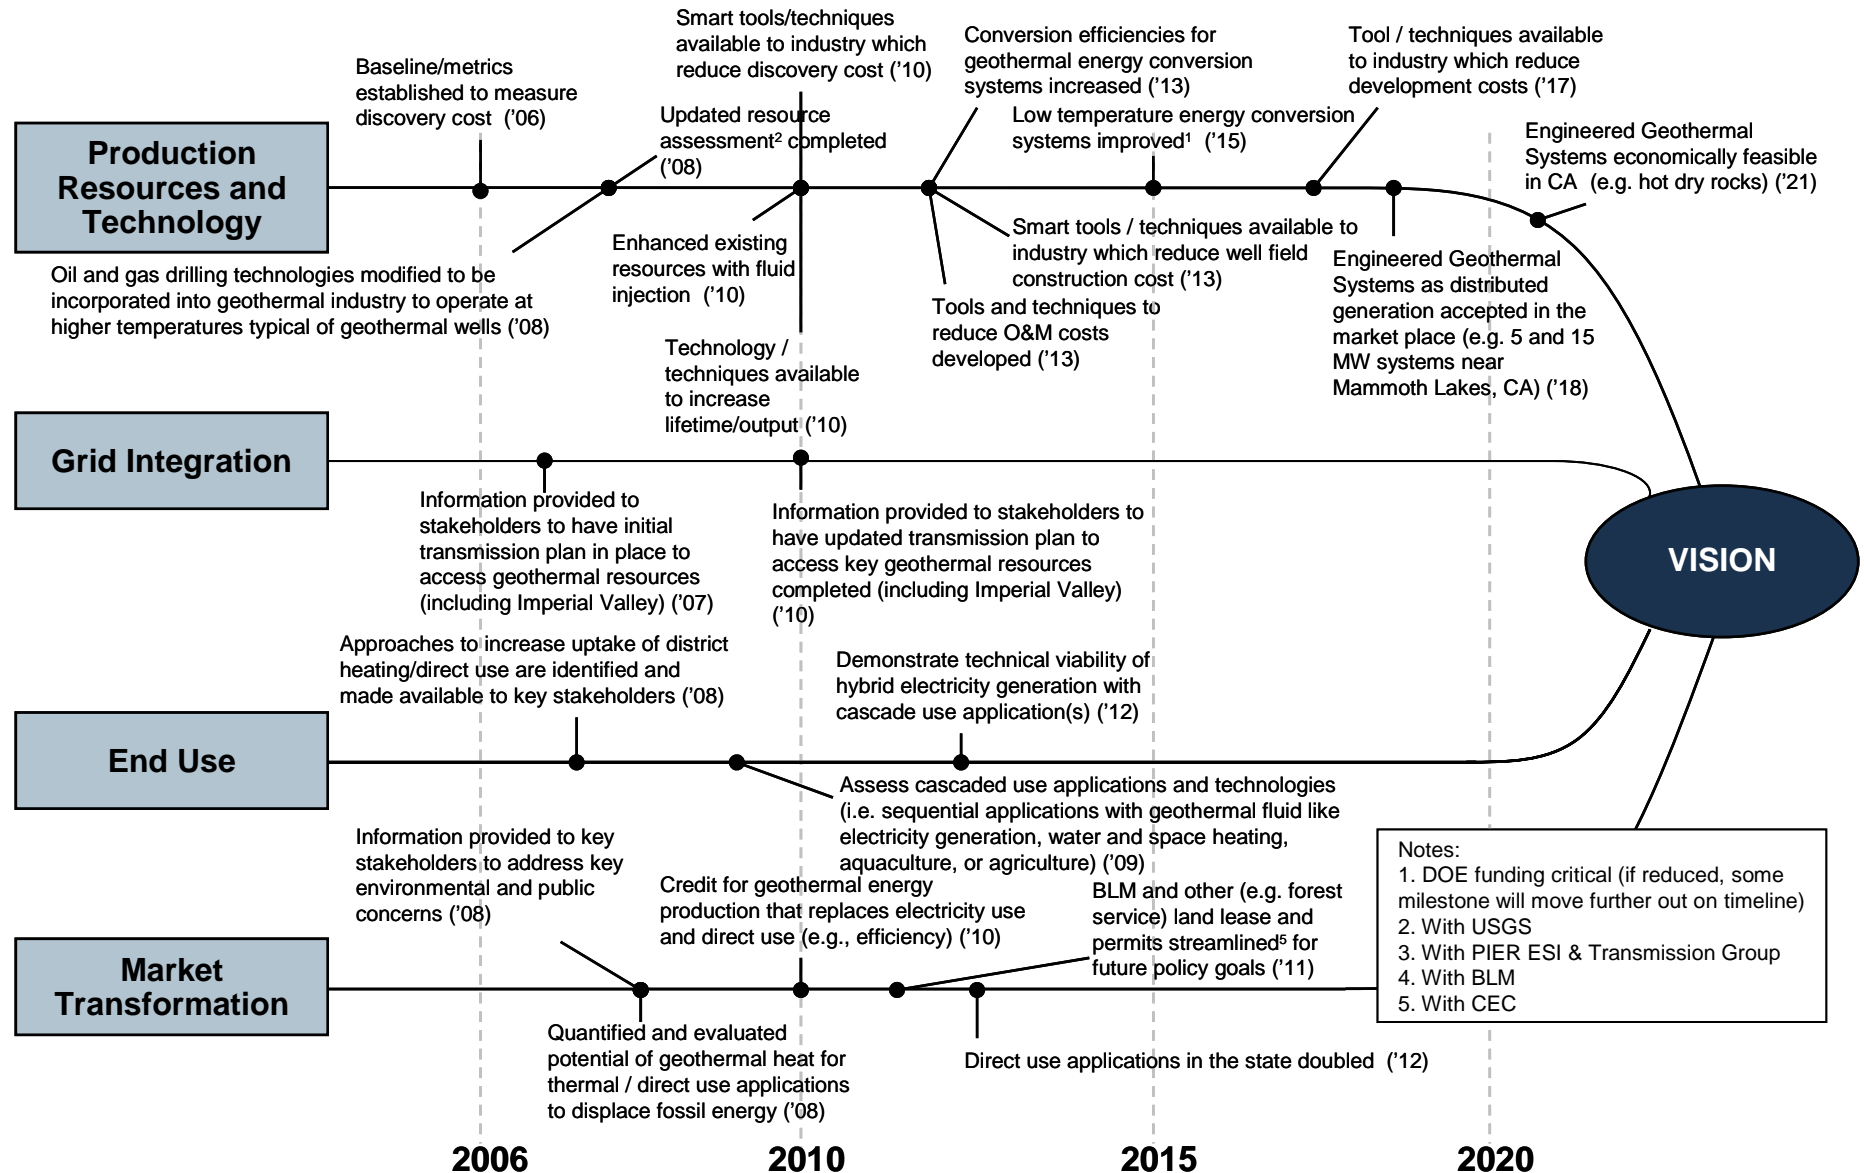 Smart tools/techniques
available to industry which
reduce discovery cost ('10)
Conversion efficiencies for
geothermal energy conversion
systems increased ('13)
Tool / techniques available
to industry which reduce
development costs ('17)
Baseline/metrics
established to measure
discovery cost  ('06)
Updated resource
assessment² completed
('08)
Low temperature energy conversion
systems improved¹  ('15)
Engineered Geothermal
Systems economically feasible
in CA  (e.g. hot dry rocks) ('21)
Production
Resources and
Technology
Oil and gas drilling technologies modified to be
incorporated into geothermal industry to operate at
higher temperatures typical of geothermal wells ('08)
Enhanced existing
resources with fluid
injection  ('10)
Smart tools / techniques available to
industry which reduce well field
construction cost ('13)
Tools and techniques to
reduce O&M costs
developed ('13)
Engineered Geothermal
Systems as distributed
generation accepted in the
market place (e.g. 5 and 15
MW systems near
Mammoth Lakes, CA) ('18)
Technology /
techniques available
to increase
lifetime/output ('10)
Grid Integration
Information provided to
stakeholders to have initial
transmission plan in place to
access geothermal resources
(including Imperial Valley) ('07)
Information provided to stakeholders to
have updated transmission plan to
access key geothermal resources
completed (including Imperial Valley)
('10)
VISION
Approaches to increase uptake of district
heating/direct use are identified and
made available to key stakeholders ('08)
Demonstrate technical viability of
hybrid electricity generation with
cascade use application(s) ('12)
End Use
Assess cascaded use applications and technologies
(i.e. sequential applications with geothermal fluid like
electricity generation, water and space heating,
aquaculture, or agriculture) ('09)
Information provided to key
stakeholders to address key
environmental and public
concerns ('08)
Credit for geothermal energy
production that replaces electricity use
and direct use (e.g., efficiency) ('10)
BLM and other (e.g. forest
service) land lease and
permits streamlined⁵ for
future policy goals ('11)
Notes:
1. DOE funding critical (if reduced, some
milestone will move further out on timeline)
2. With USGS
3. With PIER ESI & Transmission Group
4. With BLM
5. With CEC
Market
Transformation
Quantified and evaluated
potential of geothermal heat for
thermal / direct use applications
to displace fossil energy ('08)
Direct use applications in the state doubled  ('12)
2006
2010
2015
2020